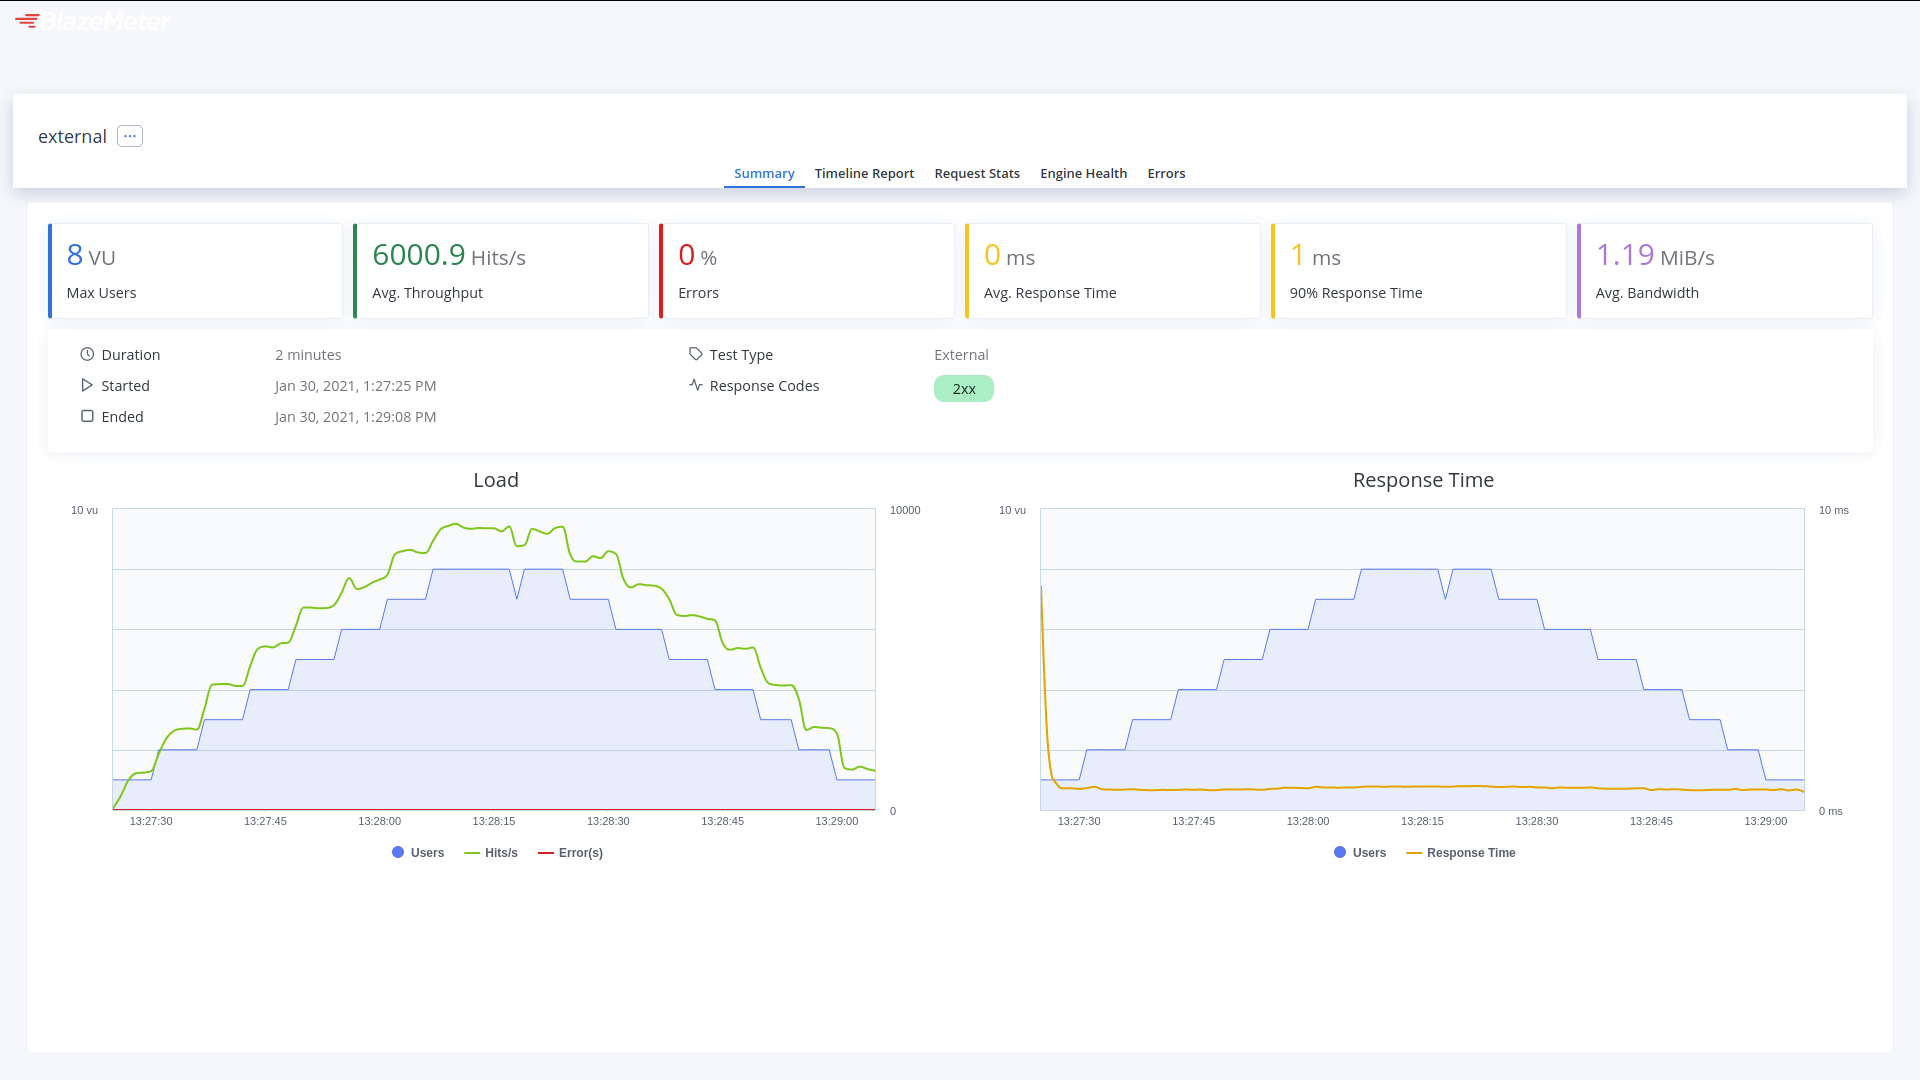 BlazeMeter
external ...
Summary Timeline Report Request Stats Engine Health Errors
8 VU
Max Users
6000.9 Hits/s
Avg. Throughput
0 %
Errors
0 ms
Avg. Response Time
1 ms
90% Response Time
1.19 MiB/s
Avg. Bandwidth
Duration 2 minutes
Started Jan 30, 2021, 1:27:25 PM
Ended Jan 30, 2021, 1:29:08 PM
Test Type External
Response Codes 2xx
Load
10 vu 10000
0
13:27:30 13:27:45 13:28:00 13:28:15 13:28:30 13:28:45 13:29:00
Users Hits/s Error(s)
Response Time
10 vu 10 ms
0 ms
13:27:30 13:27:45 13:28:00 13:28:15 13:28:30 13:28:45 13:29:00
Users Response Time